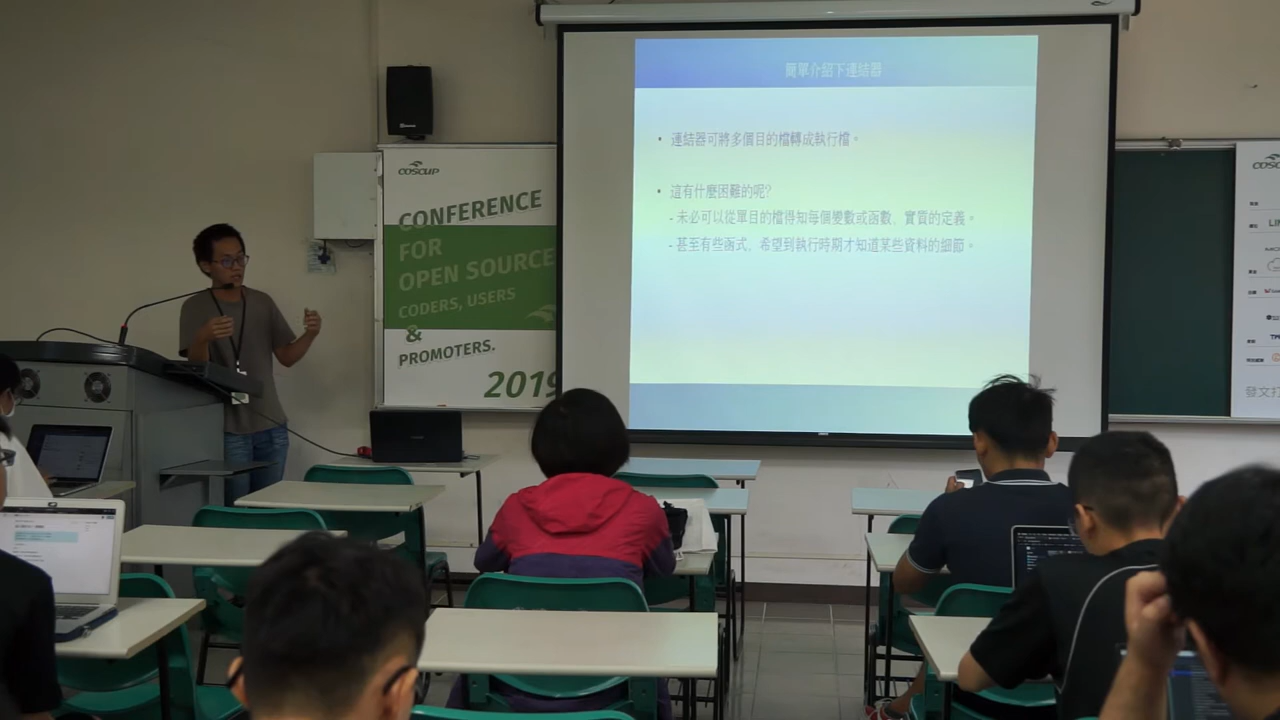 COSCUP
CONFERENCE
FOR
OPEN SOURCE
CODERS, USERS
&
PROMOTERS.
2019
簡單介紹下連結器
• 連結器可將多個目的檔轉成執行檔。
• 這有什麼困難的呢?
- 未必可以從單目的檔得知每個變數或函數、實質的定義。
- 甚至有些函式、希望到執行時期才知道某些資料的細節。
發文打